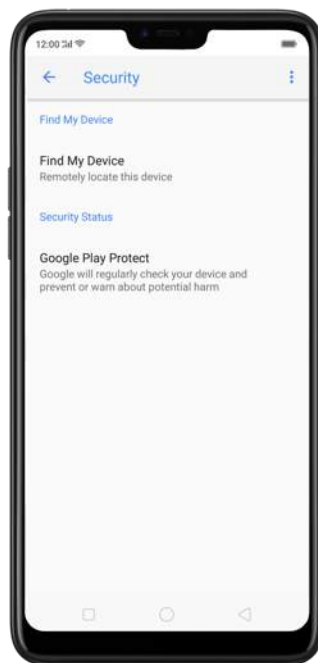 12:00
Security
Find My Device
Find My Device
Remotely locate this device
Security Status
Google Play Protect
Google will regularly check your device and
prevent or warn about potential harm